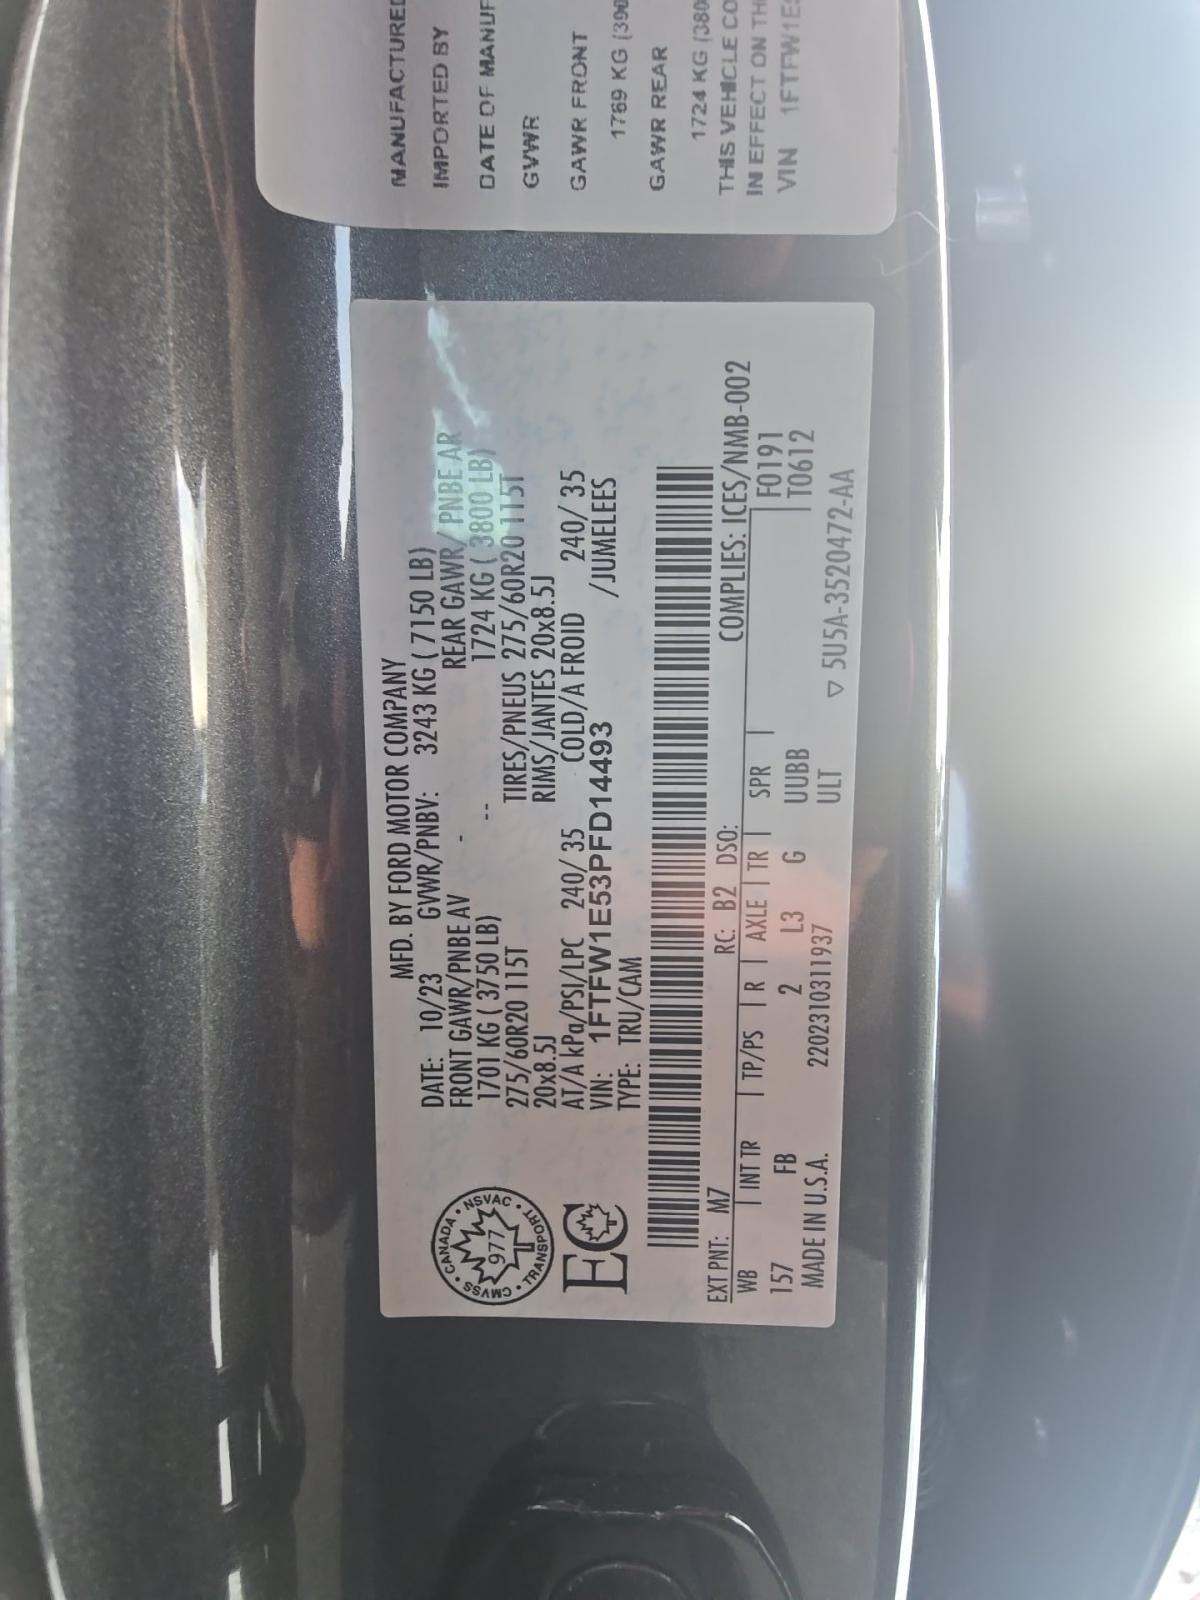 MANUFACTURED
IMPORTED BY
DATE OF MANUF
GVWR
GAWR FRONT
1769 KG (390
GAWR REAR
1724 KG (380
THIS VEHICLE CO
IN EFFECT ON TH
VIN 1FTFW1E5
MFD. BY FORD MOTOR COMPANY
DATE: 10/23 GVWR/PNBV: 3243 KG ( 7150 LB)
FRONT GAWR/PNBE AV - REAR GAWR/ PNBE AR
1701 KG ( 3750 LB) -- 1724 KG ( 3800 LB)
275/60R20 115T TIRES/PNEUS 275/60R20 115T
20x8.5J RIMS/JANTES 20x8.5J
AT/A kPa/PSI/LPC 240/ 35 COLD/A FROID 240/ 35
VIN: 1FTFW1E53PFD14493 /JUMELEES
TYPE: TRU/CAM
CANADA • NSVAC • TRANSPORT • CMVSS •
977
EC
EXT PNT: M7 RC: B2 DSO: COMPLIES: ICES/NMB-002
WB | INT TR | TP/PS | R | AXLE | TR | SPR | F0191
157 FB 2 L3 G UUBB | T0612
MADE IN U.S.A. 220231031 1937 ULT ▽ 5U5A-3520472-AA